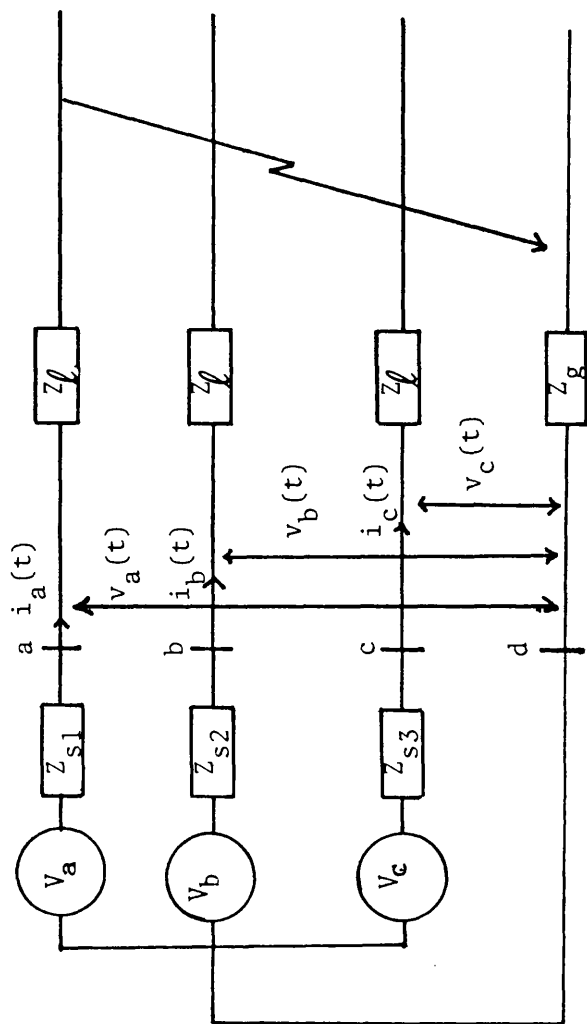 V_a Z_s1 a i_a(t) Z_ℓ
v_a(t)
V_b Z_s2 b i_b(t) Z_ℓ
v_b(t)
V_c Z_s3 c i_c(t) Z_ℓ
v_c(t)
d Z_g